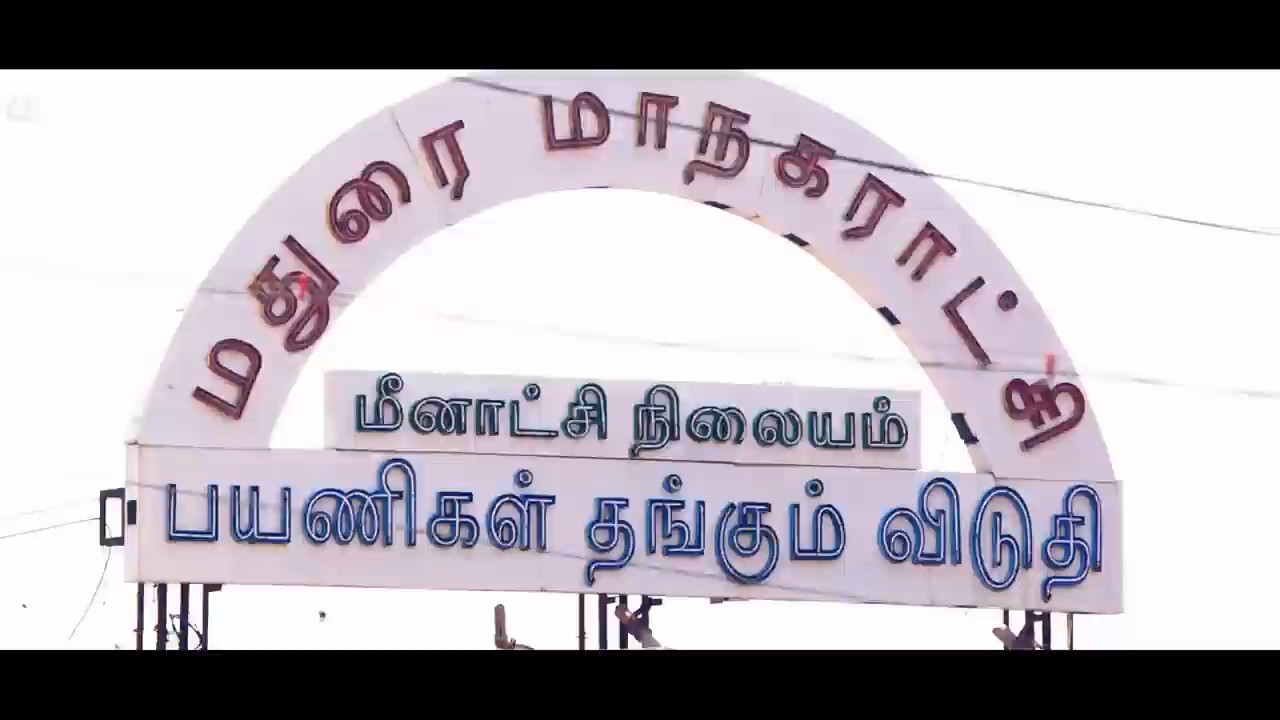 மதுரை மாநகராட்சி
மீனாட்சி நிலையம்
பயணிகள் தங்கும் விடுதி